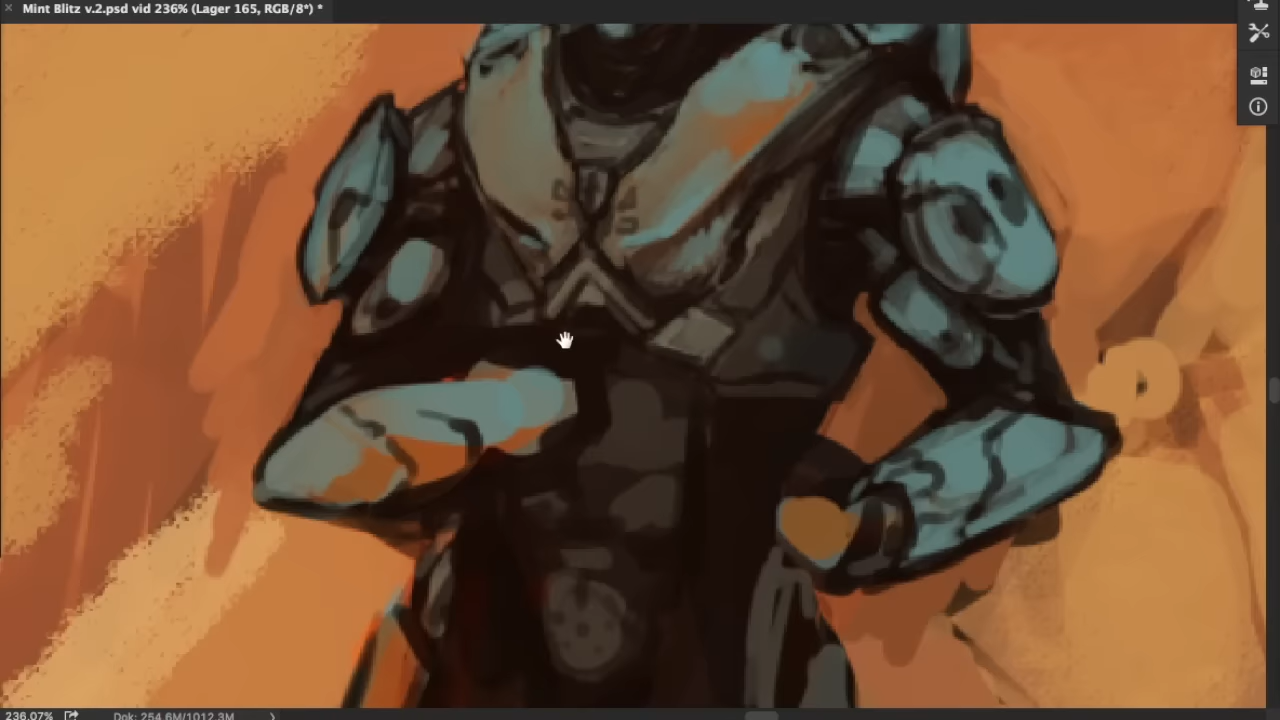 Mint Blitz v.2.psd vid 236% (Lager 165, RGB/8*) *
236.07% Dok: 254.6M/1012.3M